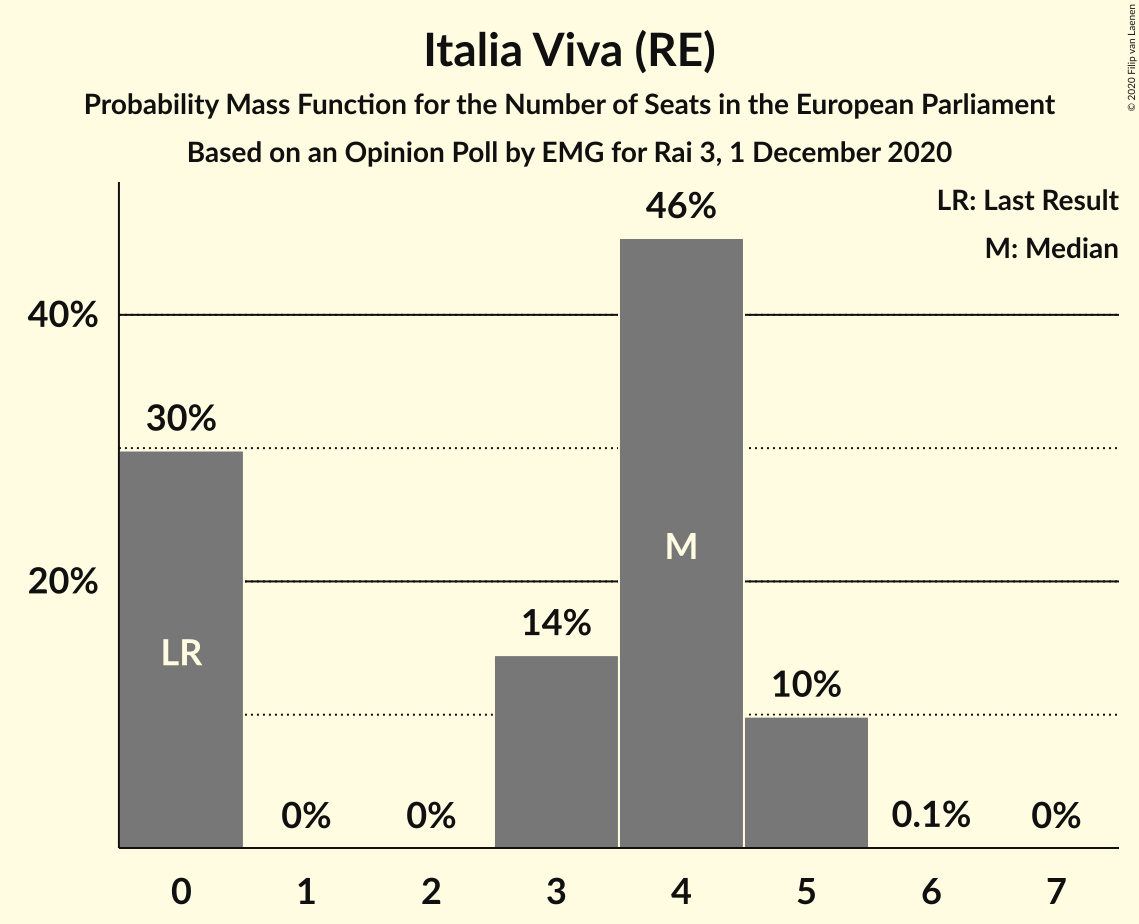 Italia Viva (RE)
Probability Mass Function for the Number of Seats in the European Parliament
Based on an Opinion Poll by EMG for Rai 3, 1 December 2020
© 2020 Filip van Laenen
LR: Last Result
M: Median
40%
20%
30%
0%
0%
14%
46%
10%
0.1%
0%
LR
M
0 1 2 3 4 5 6 7